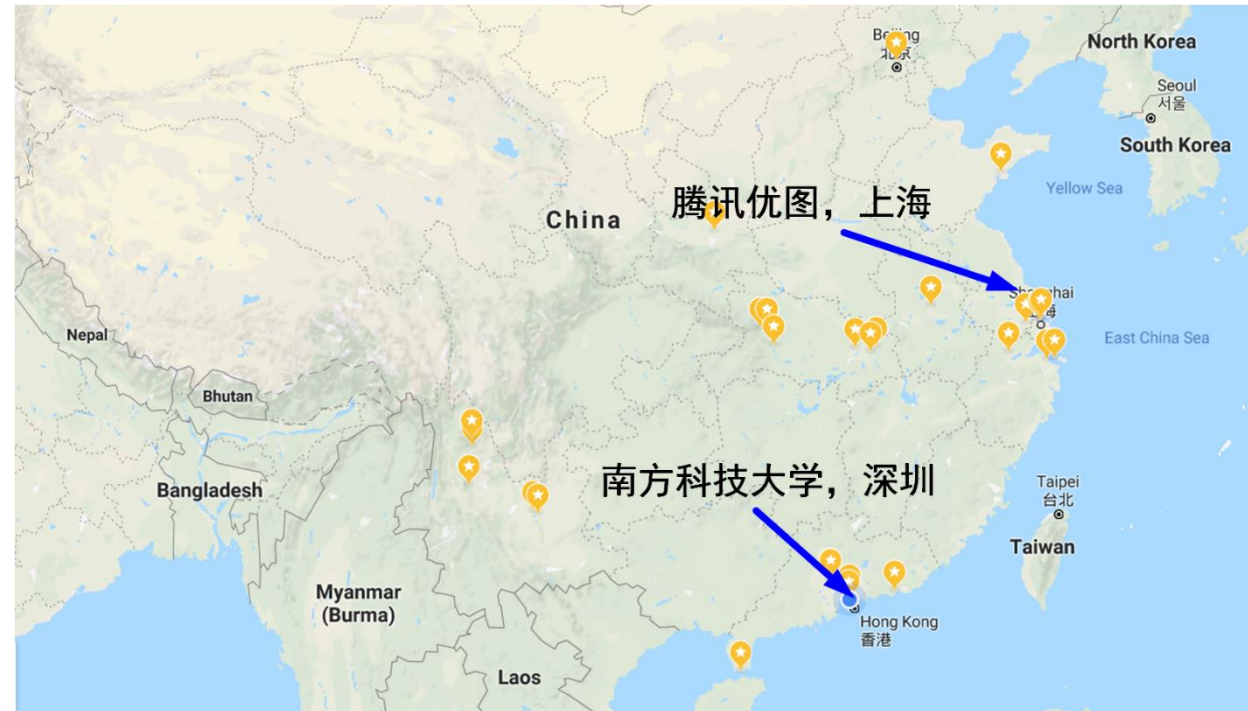 Beijing
北京
North Korea
Seoul
서울
South Korea
Yellow Sea
腾讯优图，上海
China
Shanghai
上海
Nepal
East China Sea
Bhutan
南方科技大学，深圳
Bangladesh
Taipei
台北
Taiwan
Myanmar
(Burma)
Hong Kong
香港
Laos